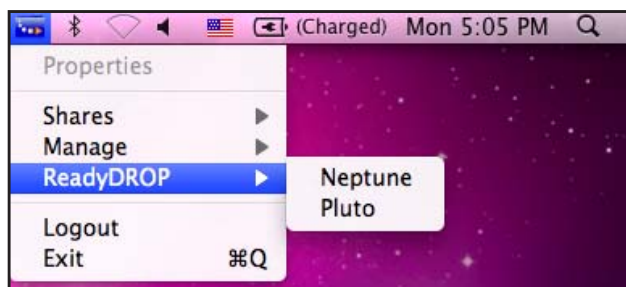 (Charged) Mon 5:05 PM
Properties
Shares
Manage
ReadyDROP
Neptune
Pluto
Logout
Exit ⌘Q